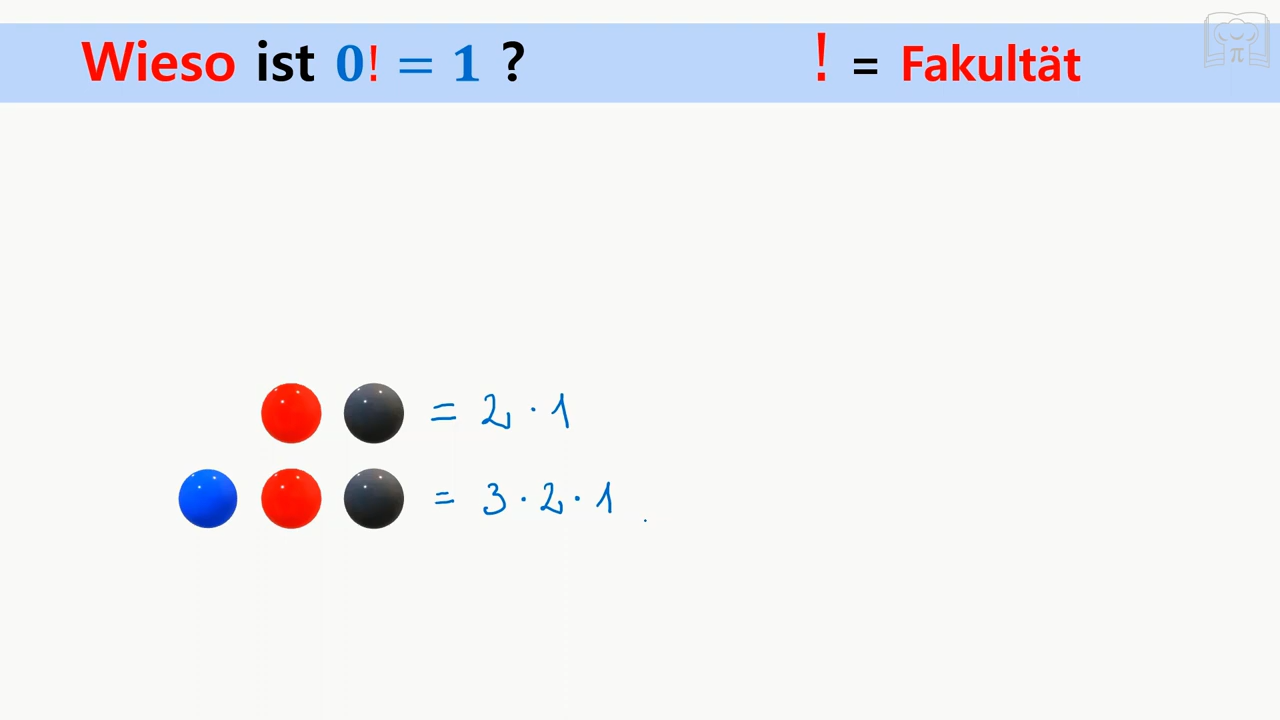 Wieso ist 0! = 1 ? ! = Fakultät
= 2 · 1
= 3 · 2 · 1